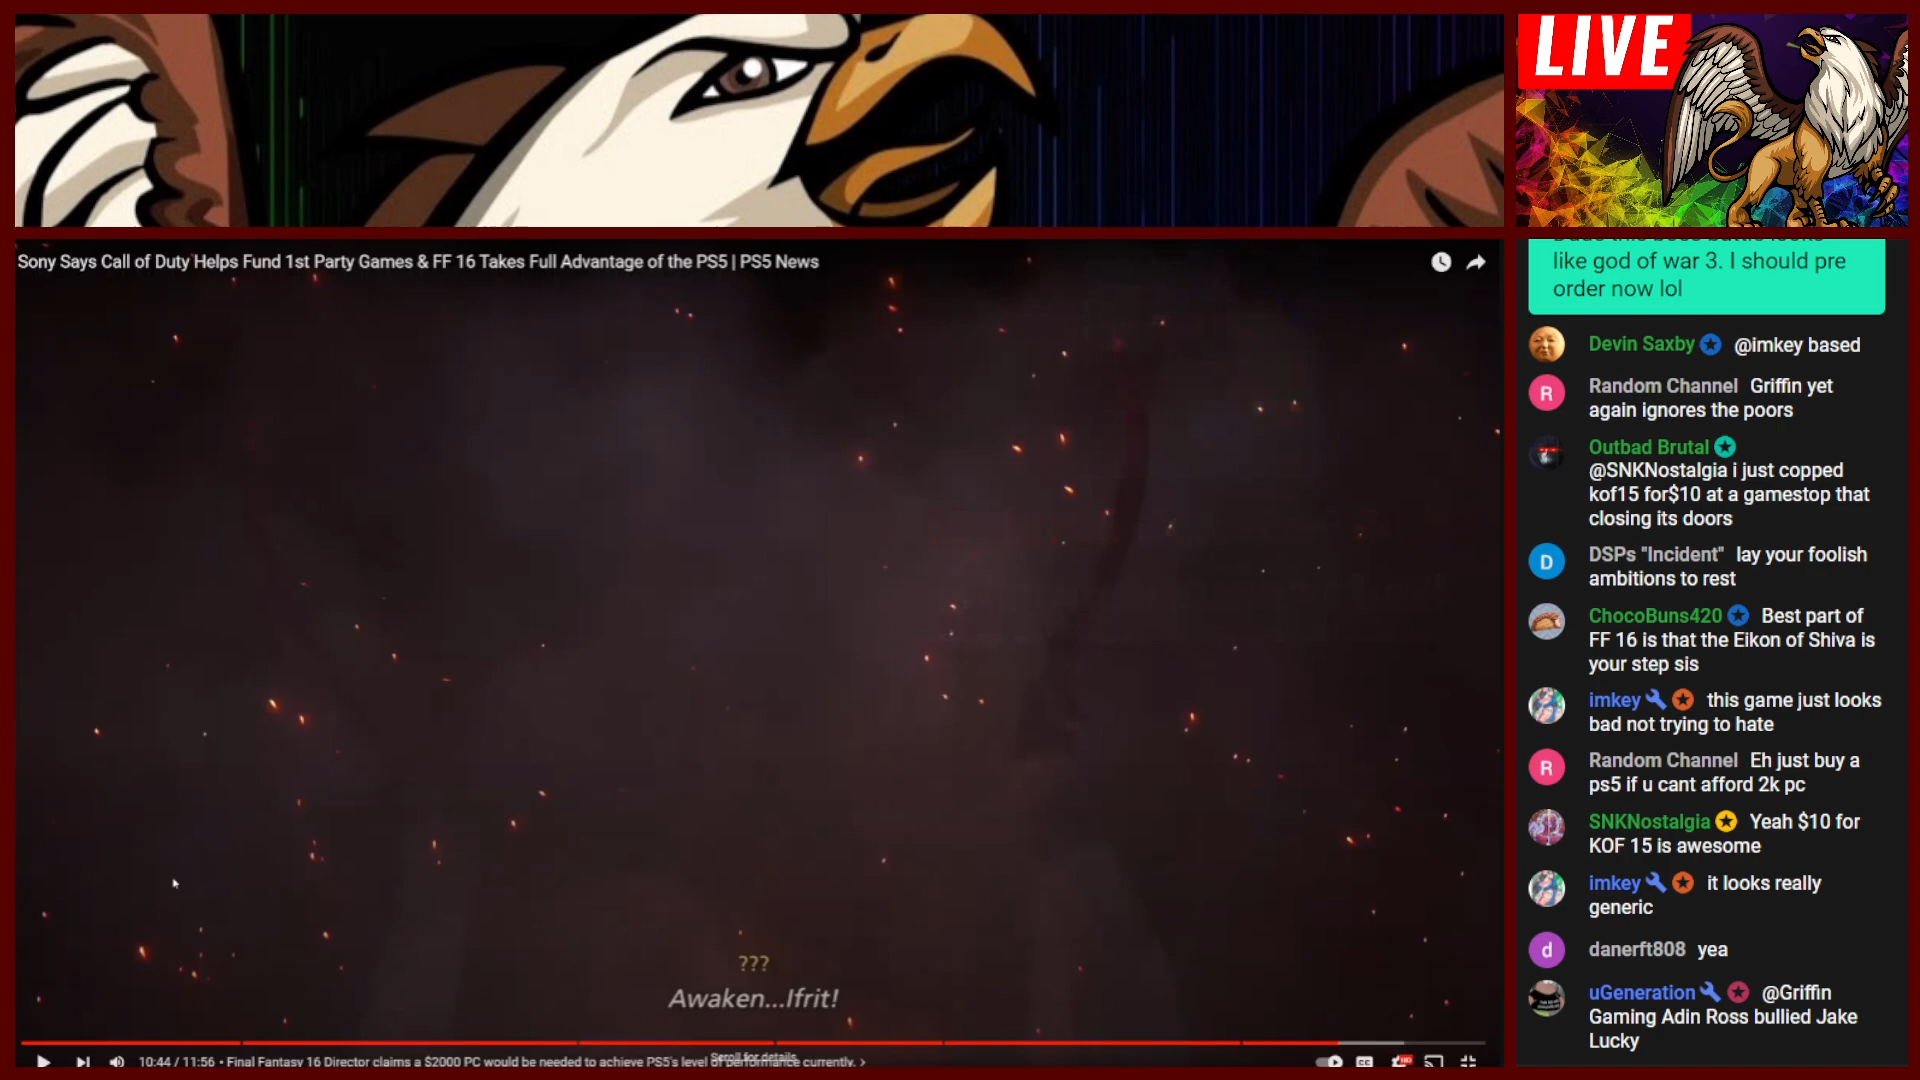 LIVE
Sony Says Call of Duty Helps Fund 1st Party Games & FF 16 Takes Full Advantage of the PS5 | PS5 News
???
Awaken...Ifrit!
Scroll for details
10:44 / 11:56 • Final Fantasy 16 Director claims a $2000 PC would be needed to achieve PS5's level of performance currently. ›
like god of war 3. I should pre
order now lol
Devin Saxby @imkey based
R
Random Channel Griffin yet
again ignores the poors
Outbad Brutal
@SNKNostalgia i just copped
kof15 for$10 at a gamestop that
closing its doors
D
DSPs "Incident" lay your foolish
ambitions to rest
ChocoBuns420 Best part of
FF 16 is that the Eikon of Shiva is
your step sis
imkey this game just looks
bad not trying to hate
R
Random Channel Eh just buy a
ps5 if u cant afford 2k pc
SNKNostalgia Yeah $10 for
KOF 15 is awesome
imkey it looks really
generic
d
danerft808 yea
uGeneration @Griffin
Gaming Adin Ross bullied Jake
Lucky